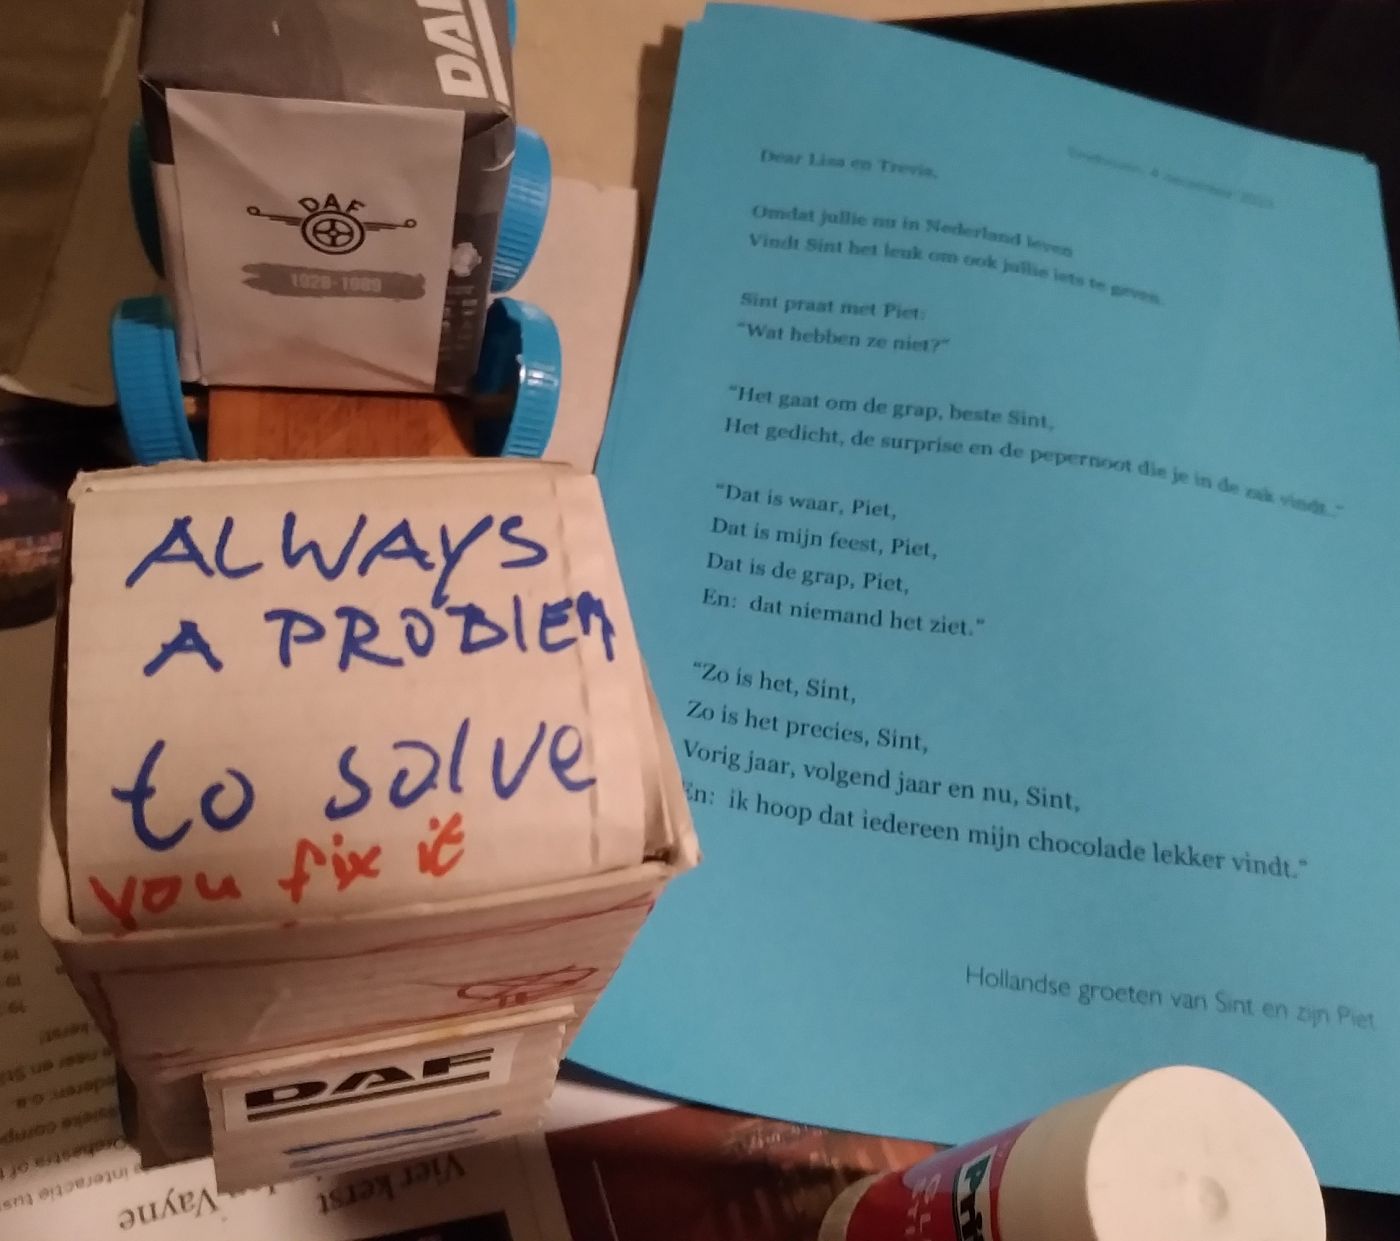 DAF
DAF
1928-1989
ALWAYS
A PROBlEM
to solve
you fix it
DAF
Dear Lisa en Trevis,
Omdat jullie nu in Nederland leven
Vindt Sint het leuk om ook jullie iets te geven.
Sint praat met Piet:
“Wat hebben ze niet?”
“Het gaat om de grap, beste Sint,
Het gedicht, de surprise en de pepernoot die je in de zak vindt.”
“Dat is waar, Piet,
Dat is mijn feest, Piet,
Dat is de grap, Piet,
En: dat niemand het ziet.”
“Zo is het, Sint,
Zo is het precies, Sint,
Vorig jaar, volgend jaar en nu, Sint,
En: ik hoop dat iedereen mijn chocolade lekker vindt.”
Hollandse groeten van Sint en zijn Piet
Vier kerst
Vayne
interactie
Prit